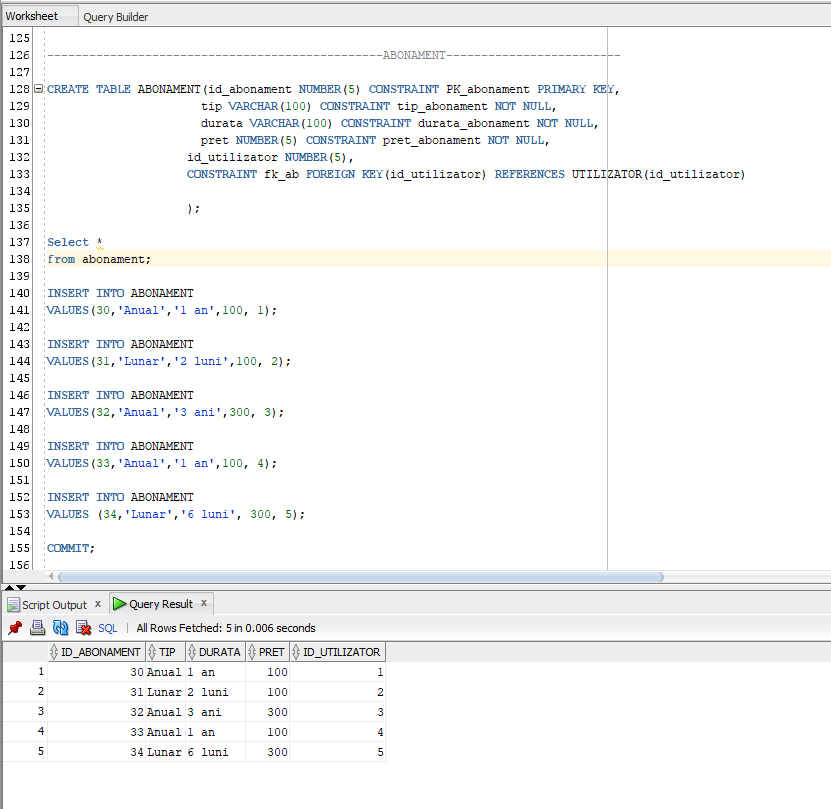 Worksheet Query Builder
125
126 ------------------------------------------------ABONAMENT-------------------------
127
128 CREATE TABLE ABONAMENT(id_abonament NUMBER(5) CONSTRAINT PK_abonament PRIMARY KEY,
129 tip VARCHAR(100) CONSTRAINT tip_abonament NOT NULL,
130 durata VARCHAR(100) CONSTRAINT durata_abonament NOT NULL,
131 pret NUMBER(5) CONSTRAINT pret_abonament NOT NULL,
132 id_utilizator NUMBER(5),
133 CONSTRAINT fk_ab FOREIGN KEY(id_utilizator) REFERENCES UTILIZATOR(id_utilizator)
134
135 );
136
137 Select *
138 from abonament;
139
140 INSERT INTO ABONAMENT
141 VALUES(30,'Anual','1 an',100, 1);
142
143 INSERT INTO ABONAMENT
144 VALUES(31,'Lunar','2 luni',100, 2);
145
146 INSERT INTO ABONAMENT
147 VALUES(32,'Anual','3 ani',300, 3);
148
149 INSERT INTO ABONAMENT
150 VALUES(33,'Anual','1 an',100, 4);
151
152 INSERT INTO ABONAMENT
153 VALUES (34,'Lunar','6 luni', 300, 5);
154
155 COMMIT;
156
Script Output x Query Result x
SQL | All Rows Fetched: 5 in 0.006 seconds
ID_ABONAMENT TIP DURATA PRET ID_UTILIZATOR
1 30 Anual 1 an 100 1
2 31 Lunar 2 luni 100 2
3 32 Anual 3 ani 300 3
4 33 Anual 1 an 100 4
5 34 Lunar 6 luni 300 5